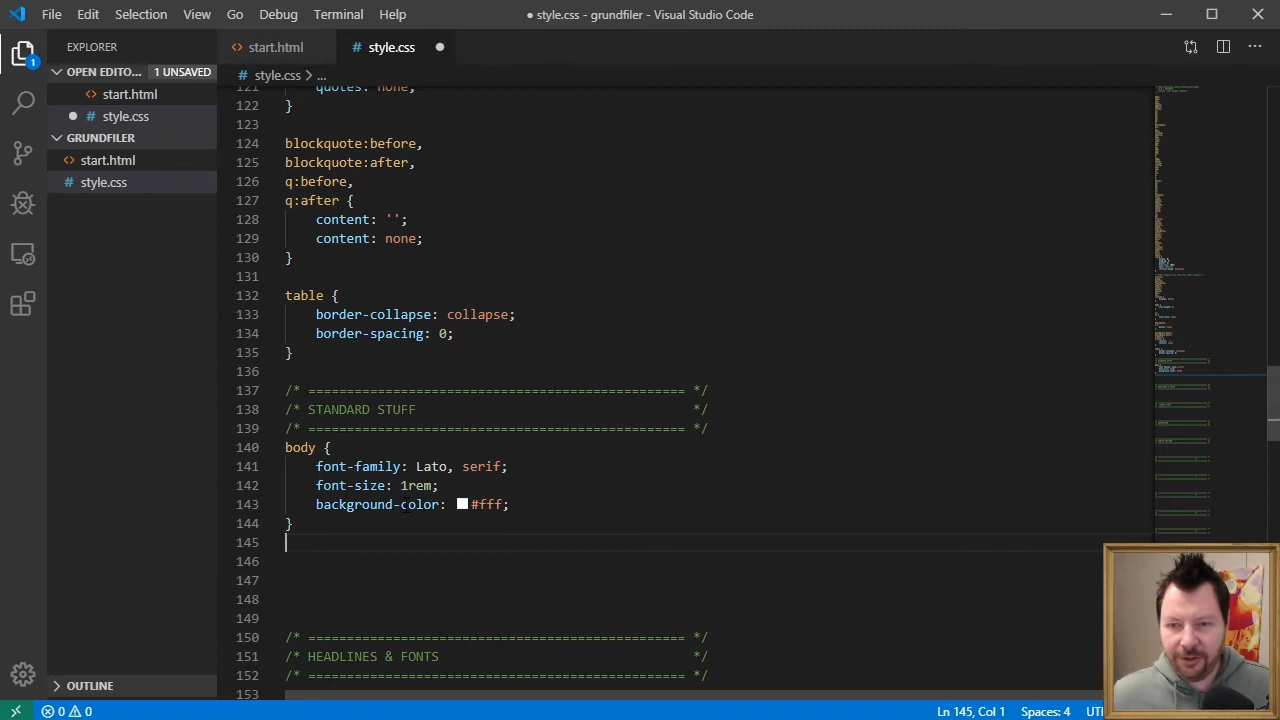 File Edit Selection View Go Debug Terminal Help ● style.css - grundfiler - Visual Studio Code
EXPLORER
OPEN EDITO... 1 UNSAVED
<> start.html
● # style.css
GRUNDFILER
<> start.html
# style.css
OUTLINE
1
<> start.html # style.css ●
# style.css > ...
121 quotes: none;
122 }
123
124 blockquote:before,
125 blockquote:after,
126 q:before,
127 q:after {
128 content: '';
129 content: none;
130 }
131
132 table {
133 border-collapse: collapse;
134 border-spacing: 0;
135 }
136
137 /* ================================================= */
138 /* STANDARD STUFF */
139 /* ================================================= */
140 body {
141 font-family: Lato, serif;
142 font-size: 1rem;
143 background-color: #fff;
144 }
145
146
147
148
149
150 /* ================================================= */
151 /* HEADLINES & FONTS */
152 /* ================================================= */
153
0 0 Ln 145, Col 1 Spaces: 4